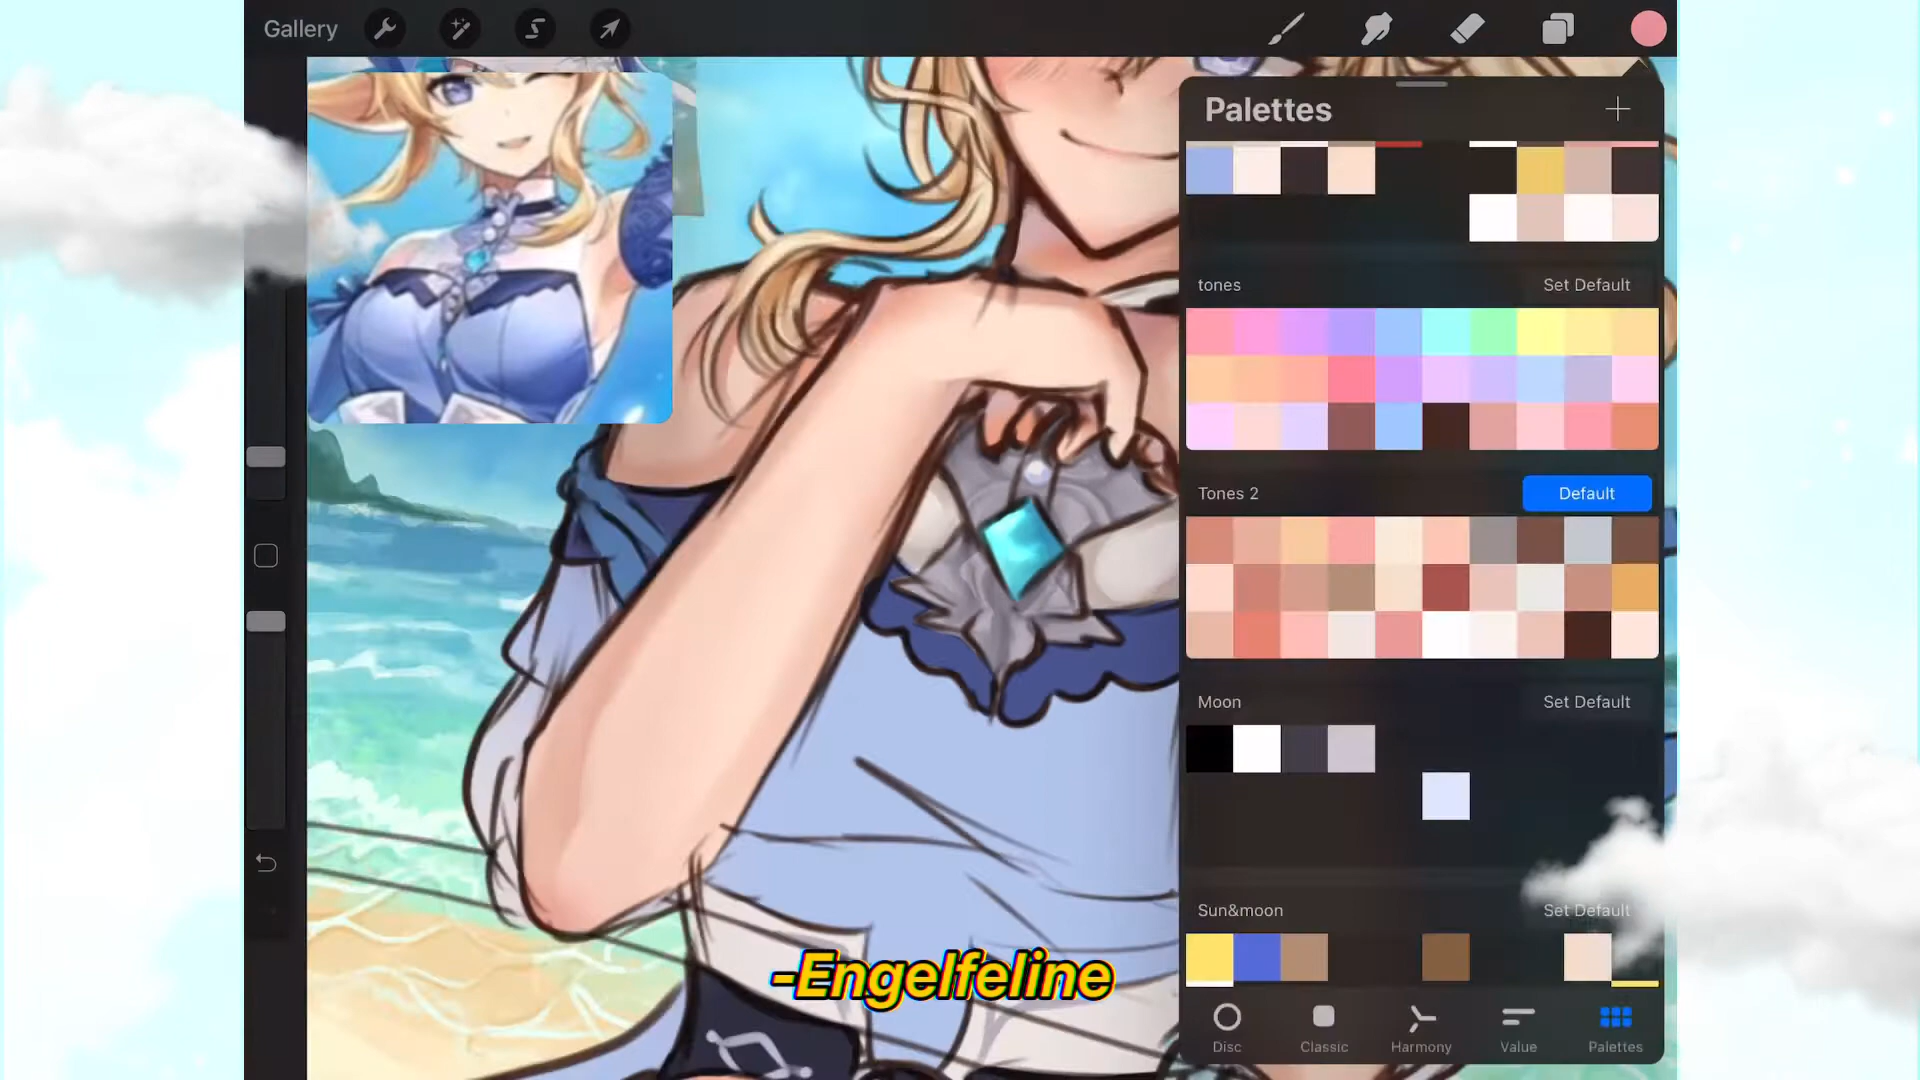 Gallery
Palettes
tones
Set Default
Tones 2
Default
Moon
Set Default
Sun&moon
Set Default
-Engelfeline
Disc
Classic
Harmony
Value
Palettes